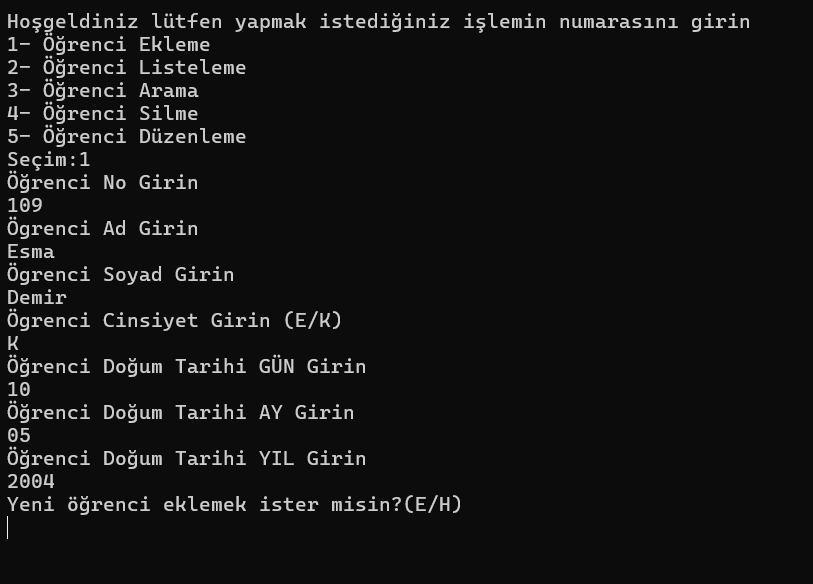 Hoşgeldiniz lütfen yapmak istediğiniz işlemin numarasını girin
1- Öğrenci Ekleme
2- Öğrenci Listeleme
3- Öğrenci Arama
4- Öğrenci Silme
5- Öğrenci Düzenleme
Seçim:1
Öğrenci No Girin
109
Ögrenci Ad Girin
Esma
Ögrenci Soyad Girin
Demir
Ögrenci Cinsiyet Girin (E/K)
K
Öğrenci Doğum Tarihi GÜN Girin
10
Öğrenci Doğum Tarihi AY Girin
05
Öğrenci Doğum Tarihi YIL Girin
2004
Yeni öğrenci eklemek ister misin?(E/H)